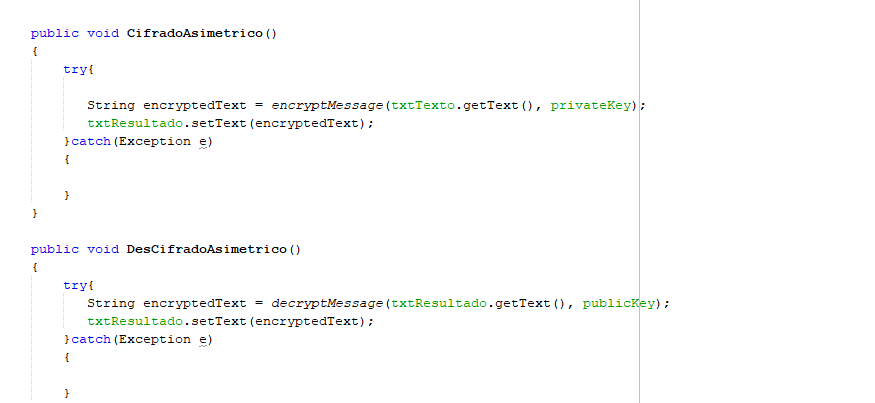 public void CifradoAsimetrico()
{
try{
String encryptedText = encryptMessage(txtTexto.getText(), privateKey);
txtResultado.setText(encryptedText);
}catch(Exception e)
{
}
}
public void DesCifradoAsimetrico()
{
try{
String encryptedText = decryptMessage(txtResultado.getText(), publicKey);
txtResultado.setText(encryptedText);
}catch(Exception e)
{
}